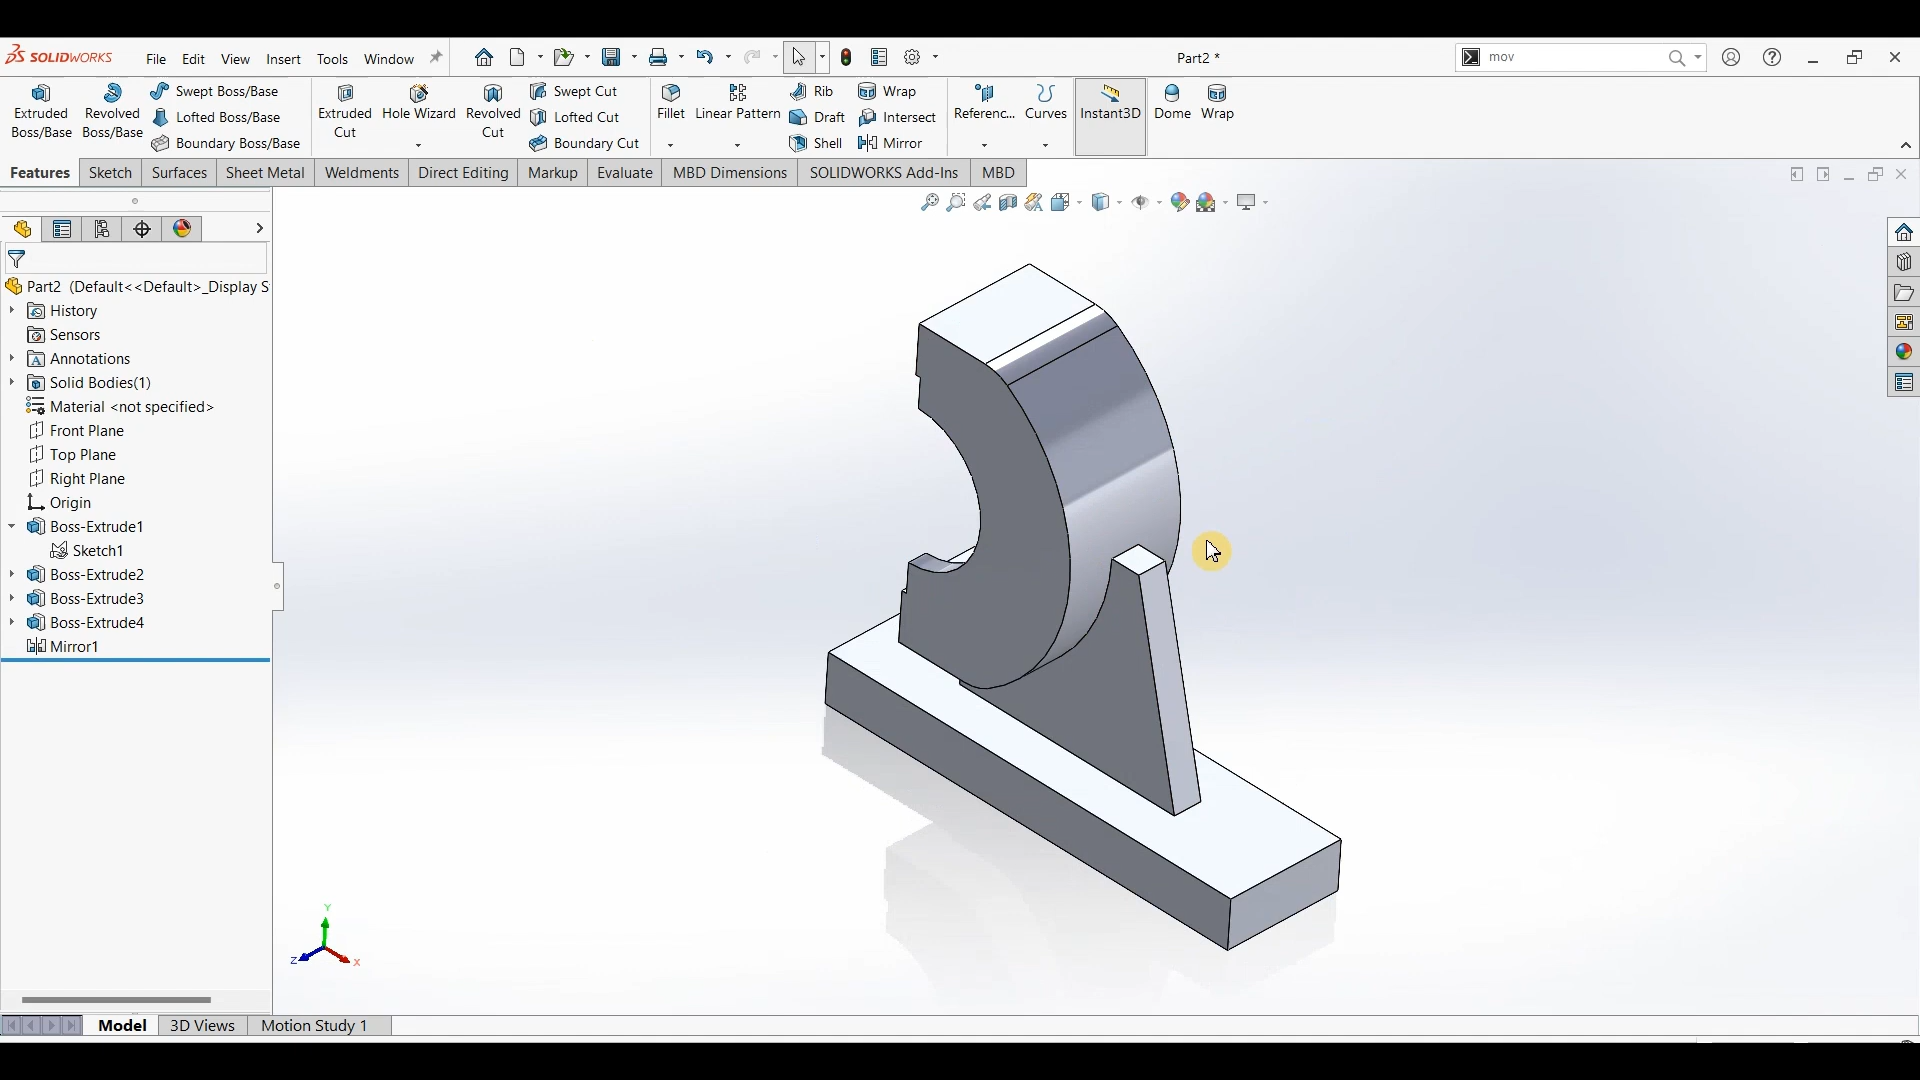 SOLIDWORKS File Edit View Insert Tools Window Part2 * mov
Extruded Boss/Base
Revolved Boss/Base
Swept Boss/Base
Lofted Boss/Base
Boundary Boss/Base
Extruded Cut
Hole Wizard
Revolved Cut
Swept Cut
Lofted Cut
Boundary Cut
Fillet
Linear Pattern
Rib
Draft
Shell
Wrap
Intersect
Mirror
Referenc...
Curves
Instant3D
Dome
Wrap
Features Sketch Surfaces Sheet Metal Weldments Direct Editing Markup Evaluate MBD Dimensions SOLIDWORKS Add-Ins MBD
Part2 (Default<<Default>_Display S
History
Sensors
Annotations
Solid Bodies(1)
Material <not specified>
Front Plane
Top Plane
Right Plane
Origin
Boss-Extrude1
Sketch1
Boss-Extrude2
Boss-Extrude3
Boss-Extrude4
Mirror1
Y
Z
X
Model 3D Views Motion Study 1